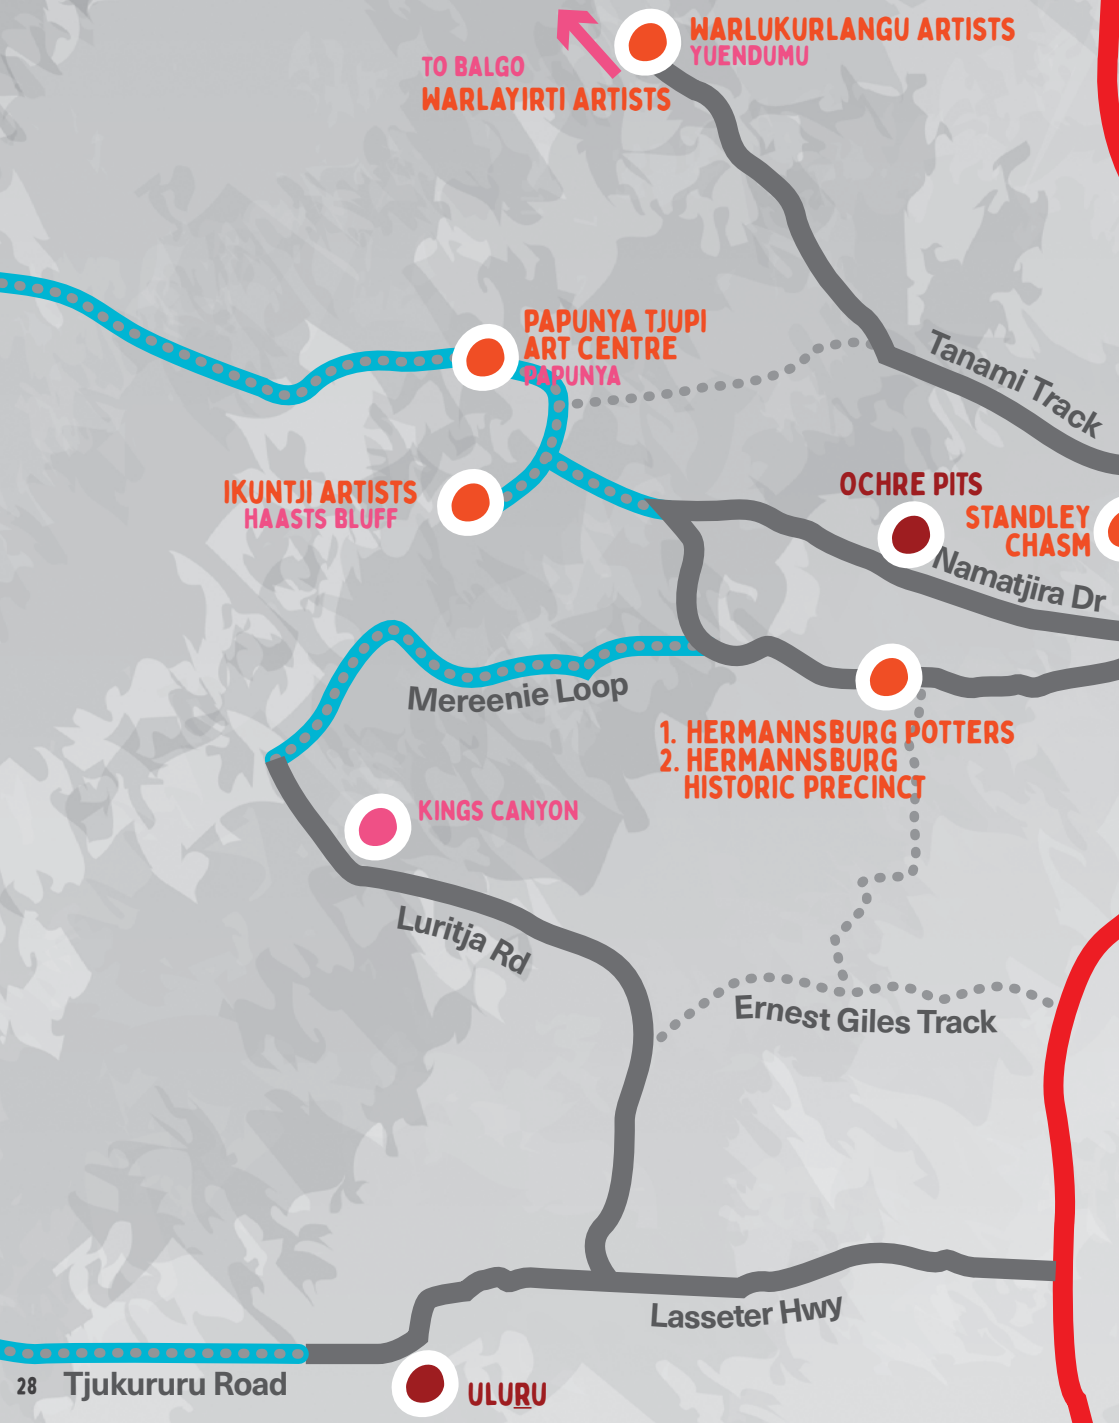 WARLUKURLANGU ARTISTS
YUENDUMU
TO BALGO
WARLAYIRTI ARTISTS
PAPUNYA TJUPI
ART CENTRE
PAPUNYA
Tanami Track
IKUNTJI ARTISTS
HAASTS BLUFF
OCHRE PITS
STANDLEY
CHASM
Namatjira Dr
Mereenie Loop
1. HERMANNSBURG POTTERS
2. HERMANNSBURG
HISTORIC PRECINCT
KINGS CANYON
Luritja Rd
Ernest Giles Track
Lasseter Hwy
28 Tjukururu Road
ULURU